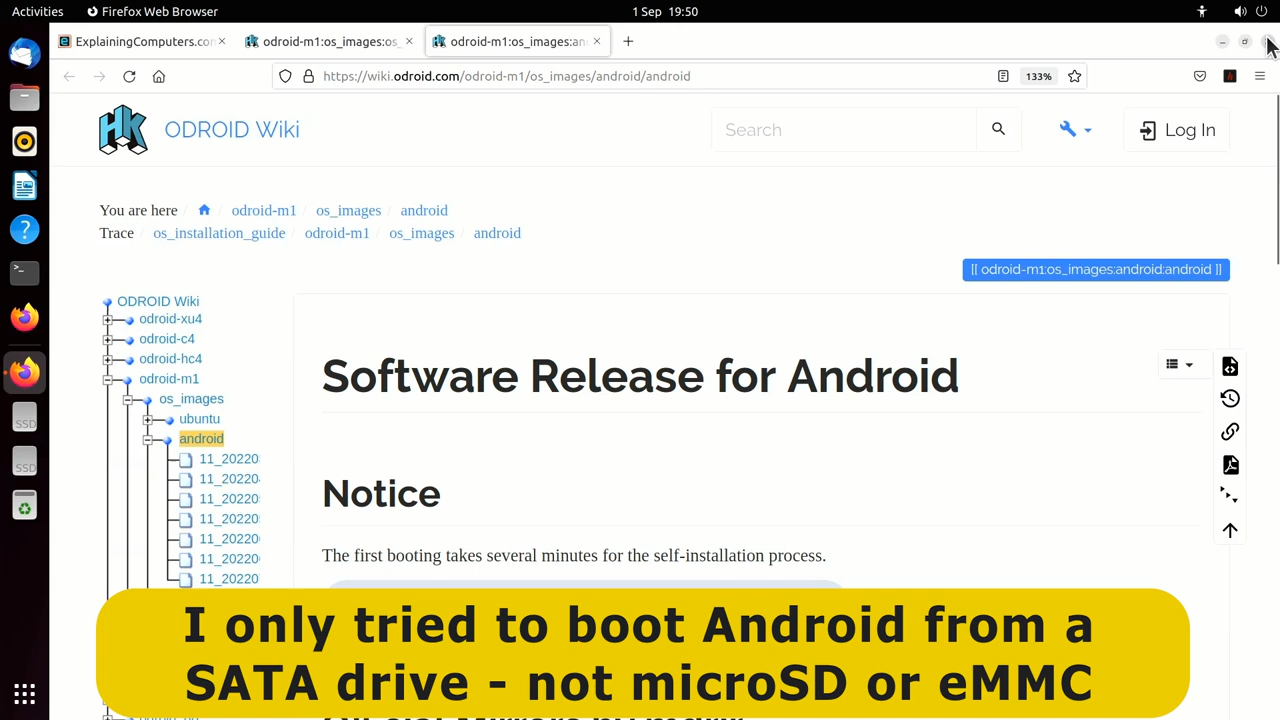 Activities
Firefox Web Browser
1 Sep 19:50
ExplainingComputers.com
odroid-m1:os_images:os_
odroid-m1:os_images:an
https://wiki.odroid.com/odroid-m1/os_images/android/android
133%
ODROID Wiki
Search
Log In
You are here / / odroid-m1 / os_images / android
Trace / os_installation_guide / odroid-m1 / os_images / android
[[ odroid-m1:os_images:android:android ]]
ODROID Wiki
odroid-xu4
odroid-c4
odroid-hc4
odroid-m1
os_images
ubuntu
android
11_20220
11_20220
11_20220
11_20220
11_20220
11_20220
11_20220
Software Release for Android
Notice
The first booting takes several minutes for the self-installation process.
I only tried to boot Android from a
SATA drive - not microSD or eMMC